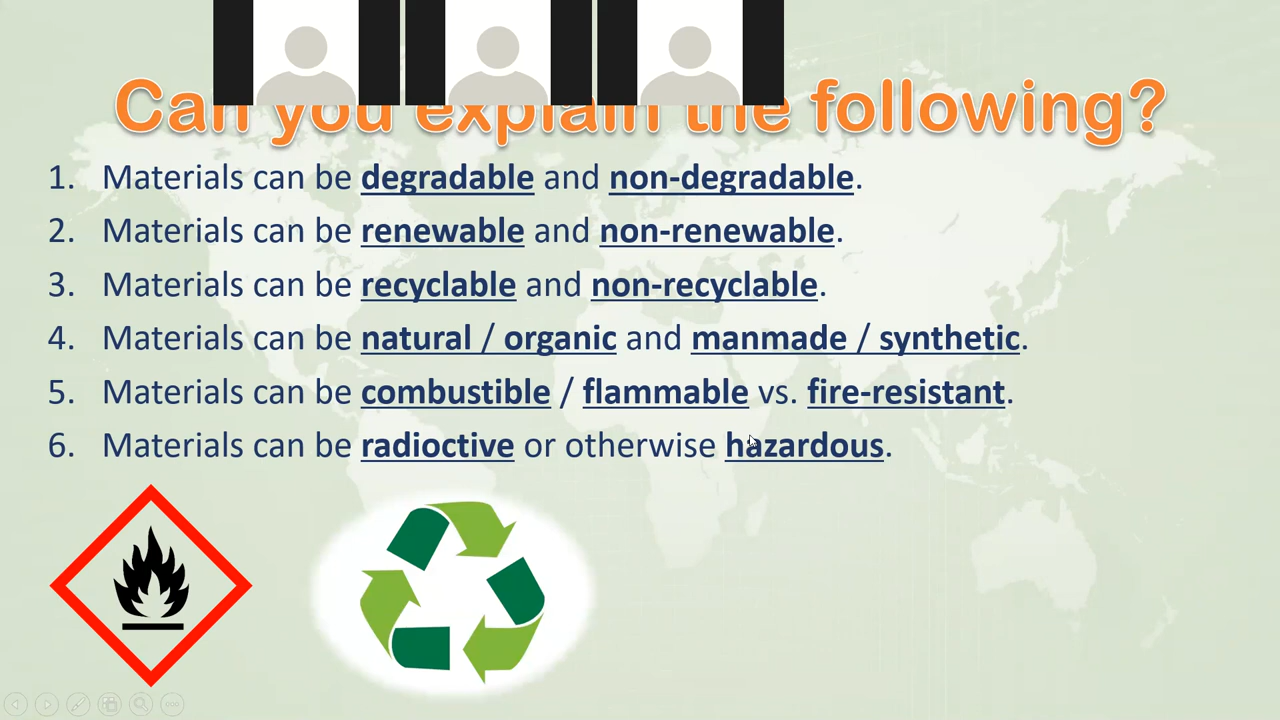 Can you explain the following?
1. Materials can be degradable and non-degradable.
2. Materials can be renewable and non-renewable.
3. Materials can be recyclable and non-recyclable.
4. Materials can be natural / organic and manmade / synthetic.
5. Materials can be combustible / flammable vs. fire-resistant.
6. Materials can be radioctive or otherwise hazardous.